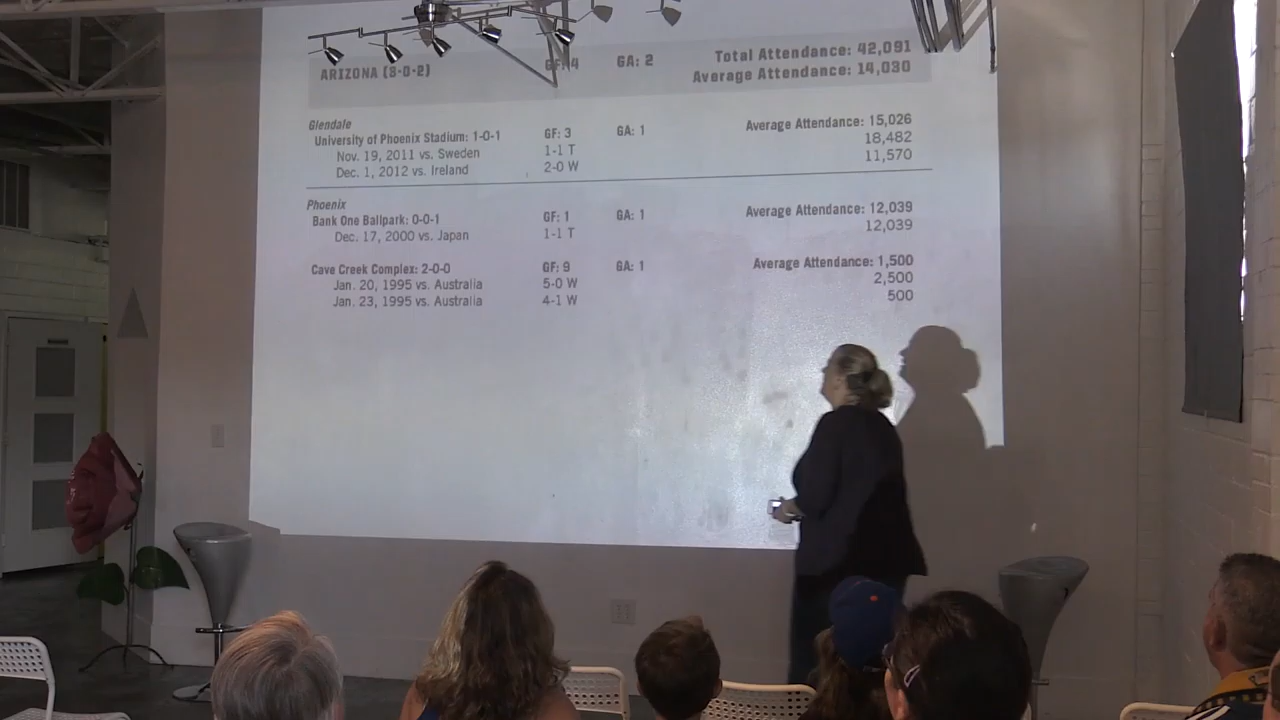 ARIZONA (3-0-2) GA: 2 Total Attendance: 42,091
Average Attendance: 14,030
Glendale
University of Phoenix Stadium: 1-0-1 GF: 3 GA: 1 Average Attendance: 15,026
Nov. 19, 2011 vs. Sweden 1-1 T 18,482
Dec. 1, 2012 vs. Ireland 2-0 W 11,570
Phoenix
Bank One Ballpark: 0-0-1 GF: 1 GA: 1 Average Attendance: 12,039
Dec. 17, 2000 vs. Japan 1-1 T 12,039
Cave Creek Complex: 2-0-0 GF: 9 GA: 1 Average Attendance: 1,500
Jan. 20, 1995 vs. Australia 5-0 W 2,500
Jan. 23, 1995 vs. Australia 4-1 W 500